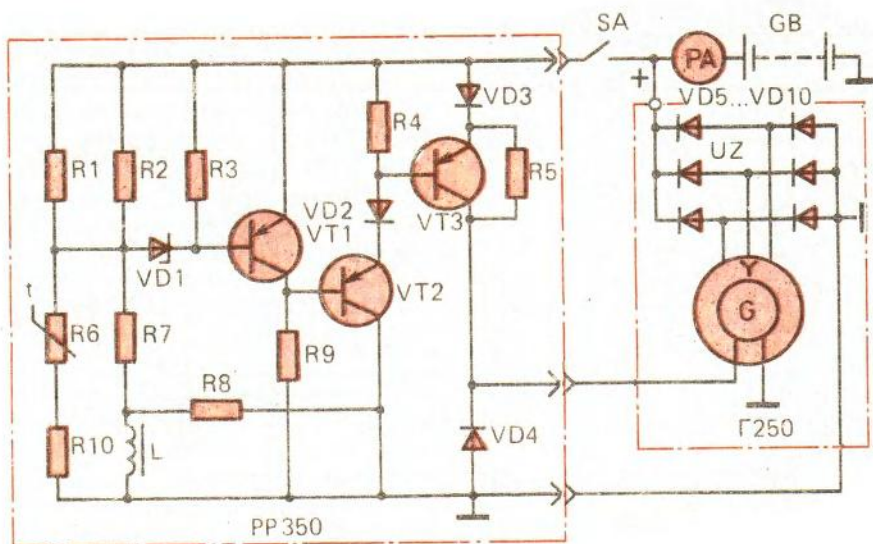 SA
GB
PA
+
VD5...VD10
VD3
R4
UZ
R1
R2
R3
R5
VD2
VT1
VT3
VD1
t
VT2
R6
R7
R9
G
R8
R10
L
VD4
Г250
РР350